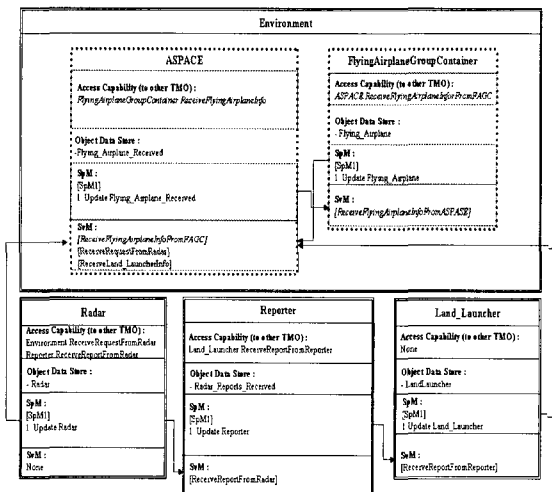 Environment
ASPACE
Access Capability (to other TMO) :
FlyingAirplaneGroupContainer ReceiveFlyingAirplaneInfo
Object Data Store :
-Flying_Airplane_Received
SpM :
[SpM1]
1 Update Flying_Airplane_Received
SvM :
[ReceiveFlyingAirplaneInfoFromFAGC]
[ReceiveRequestFromRadar]
[ReceiveLand_LauncherInfo]
FlyingAirplaneGroupContainer
Access Capability (to other TMO) :
ASPACE ReceiveFlyingAirplaneInforFromFAGC
Object Data Store :
- Flying_Airplane
SpM :
[SpM1]
1 Update Flying_Airplane
SvM :
[ReceiveFlyingAirplaneInfoFromASPASE]
Radar
Access Capability (to other TMO) :
Environment ReceiveRequestFromRadar
Reporter ReceiveReportFromRadar
Object Data Store :
- Radar
SpM :
[SpM1]
1 Update Radar
SvM :
None
Reporter
Access Capability (to other TMO) :
Land_Launcher ReceiveReportFromReporter
Object Data Store :
- Radar_Reports_Received
SpM :
[SpM1]
1 Update Reporter
SvM :
[ReceiveReportFromRadar]
Land_Launcher
Access Capability (to other TMO) :
None
Object Data Store :
- LandLauncher
SpM :
[SpM1]
1 Update Land_Launcher
SvM :
[ReceiveReportFromReporter]